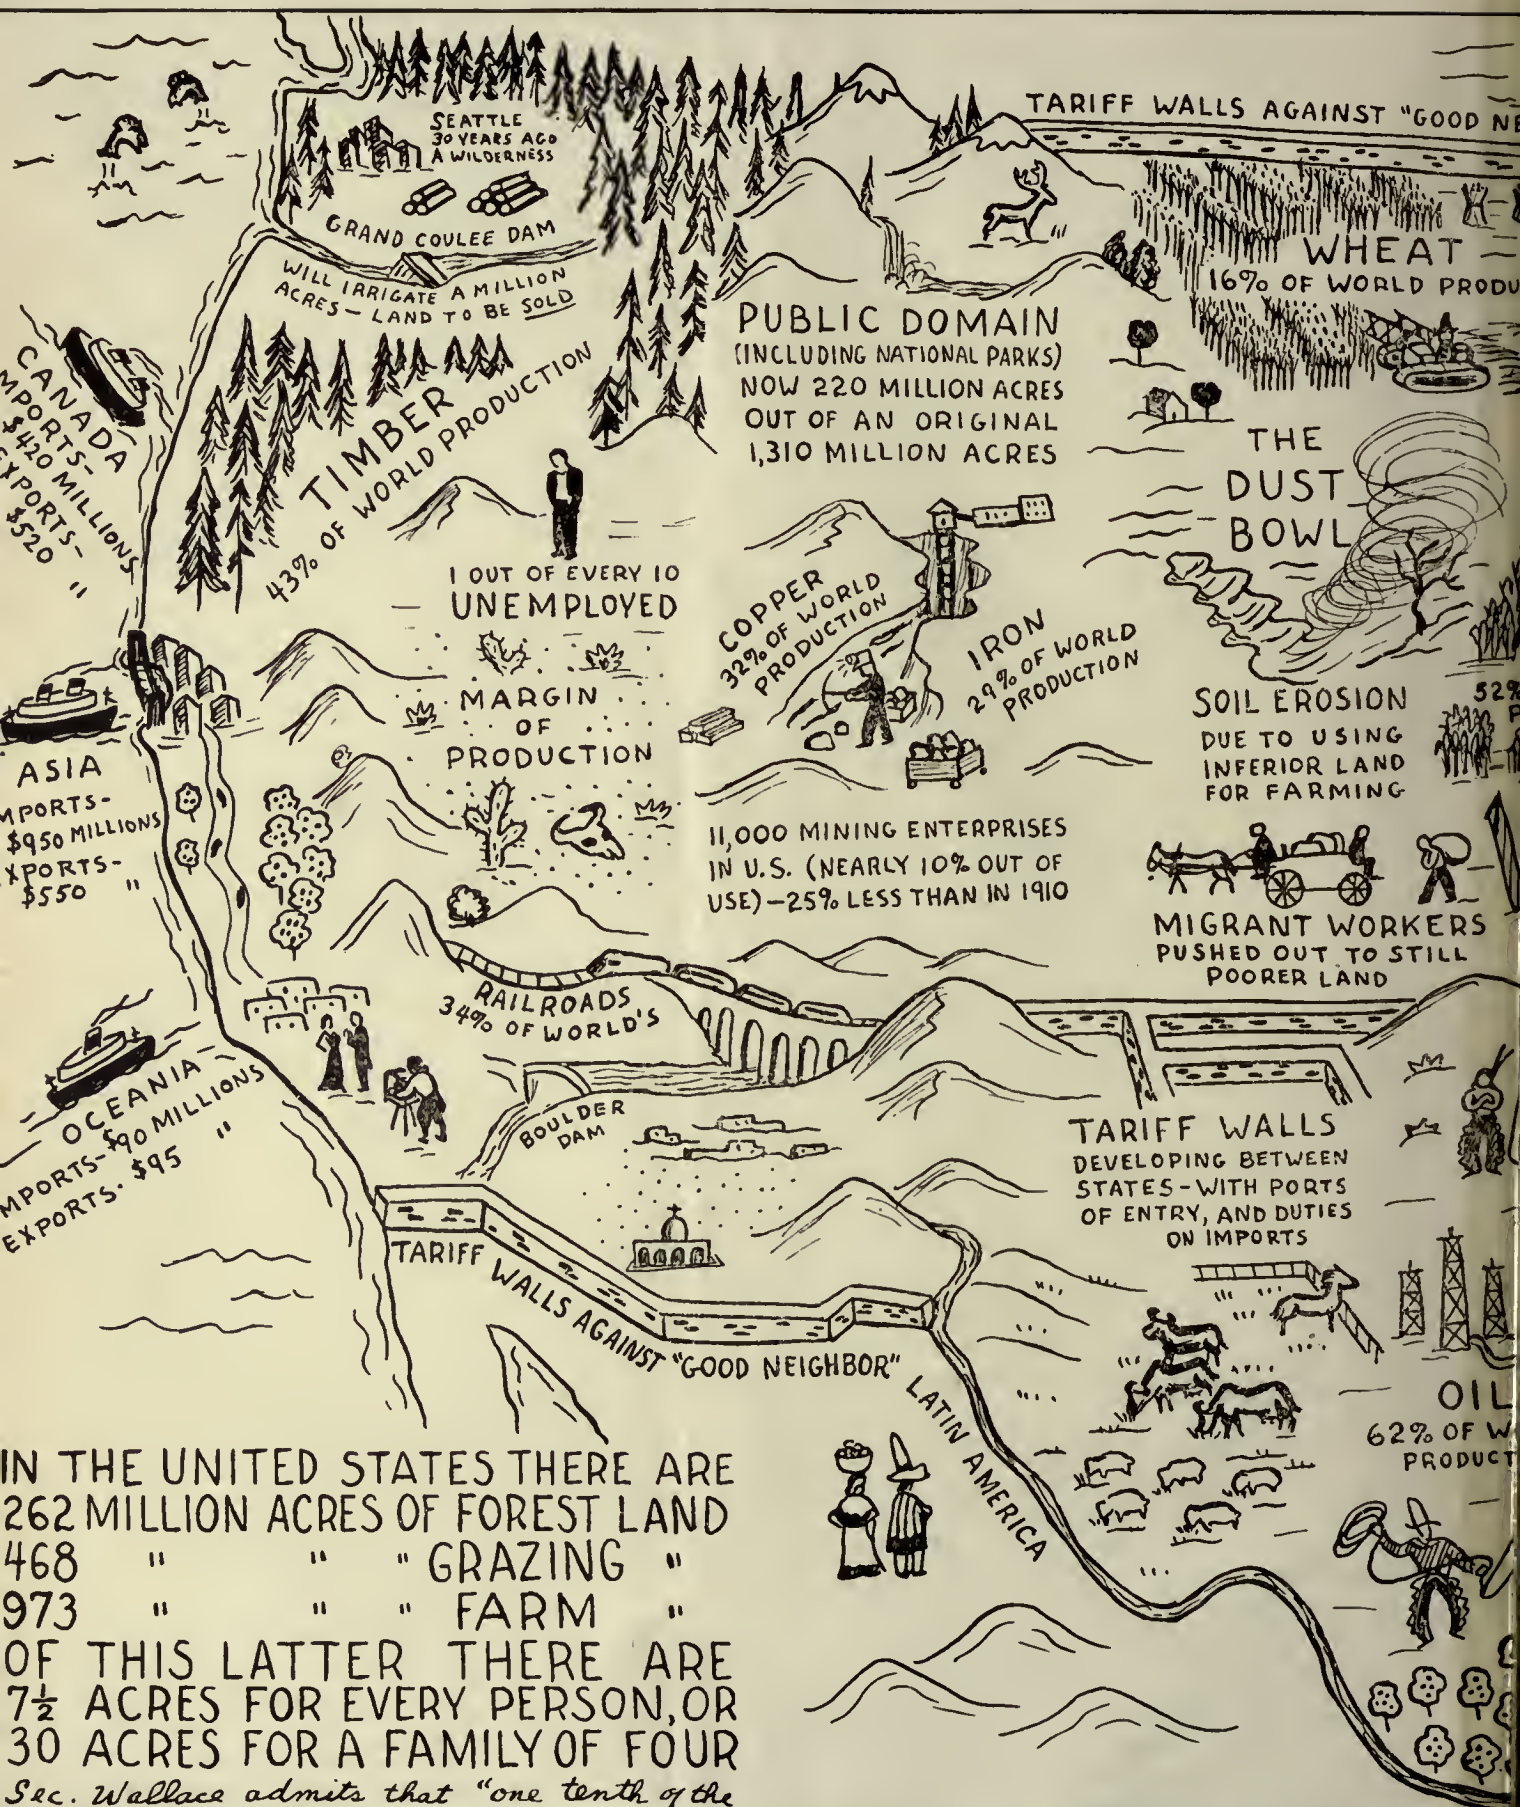 TARIFF WALLS AGAINST "GOOD
SEATTLE
30 YEARS AGO
A WILDERNESS
GRAND COULEE DAM
WILL IRRIGATE A MILLION
ACRES — LAND TO BE SOLD
WHEAT
16% OF WORLD
PUBLIC DOMAIN
(INCLUDING NATIONAL PARKS)
NOW 220 MILLION ACRES
OUT OF AN ORIGINAL
1,310 MILLION ACRES
CANADA
$420 MILLIONS
$520 "
TIMBER
43% OF WORLD PRODUCTION
THE
DUST
BOWL
1 OUT OF EVERY 10
UNEMPLOYED
COPPER
32% OF WORLD
PRODUCTION
IRON
29% OF WORLD
PRODUCTION
MARGIN
OF
PRODUCTION
SOIL EROSION
DUE TO USING
INFERIOR LAND
FOR FARMING
52%
ASIA
$950 MILLIONS
$550 "
11,000 MINING ENTERPRISES
IN U.S. (NEARLY 10% OUT OF
USE) — 25% LESS THAN IN 1910
MIGRANT WORKERS
PUSHED OUT TO STILL
POORER LAND
RAILROADS
34% OF WORLD'S
OCEANIA
$90 MILLIONS
EXPORTS - $95 "
BOULDER
DAM
TARIFF WALLS
DEVELOPING BETWEEN
STATES - WITH PORTS
OF ENTRY, AND DUTIES
ON IMPORTS
TARIFF WALLS AGAINST "GOOD NEIGHBOR" LATIN AMERICA
OIL
62% OF
IN THE UNITED STATES THERE ARE
262 MILLION ACRES OF FOREST LAND
468 " " " GRAZING "
973 " " " FARM "
OF THIS LATTER THERE ARE
7½ ACRES FOR EVERY PERSON, OR
30 ACRES FOR A FAMILY OF FOUR
Sec. Wallace admits that "one tenth of the